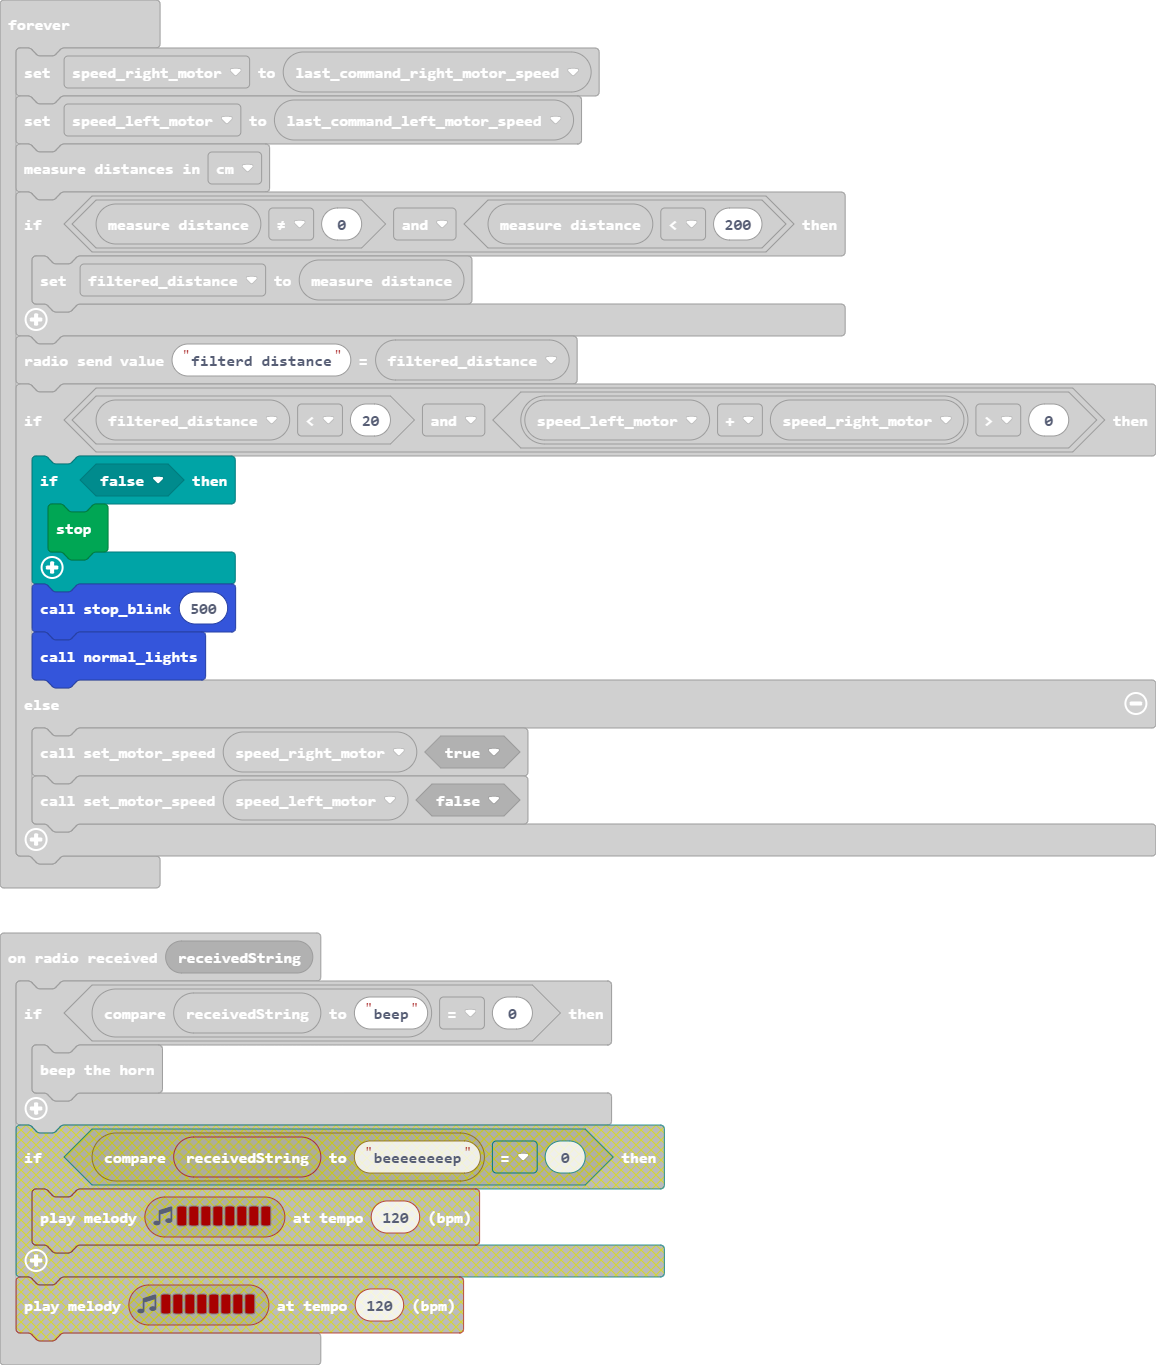 forever
set speed_right_motor to last_command_right_motor_speed
set speed_left_motor to last_command_left_motor_speed
measure distances in cm
if measure distance ≠ 0 and measure distance < 200 then
set filtered_distance to measure distance
radio send value "filterd distance" = filtered_distance
if filtered_distance < 20 and speed_left_motor + speed_right_motor > 0 then
if false then
stop
call stop_blink 500
call normal_lights
else
call set_motor_speed speed_right_motor true
call set_motor_speed speed_left_motor false
on radio received receivedString
if compare receivedString to "beep" = 0 then
beep the horn
if compare receivedString to "beeeeeeeep" = 0 then
play melody at tempo 120 (bpm)
play melody at tempo 120 (bpm)